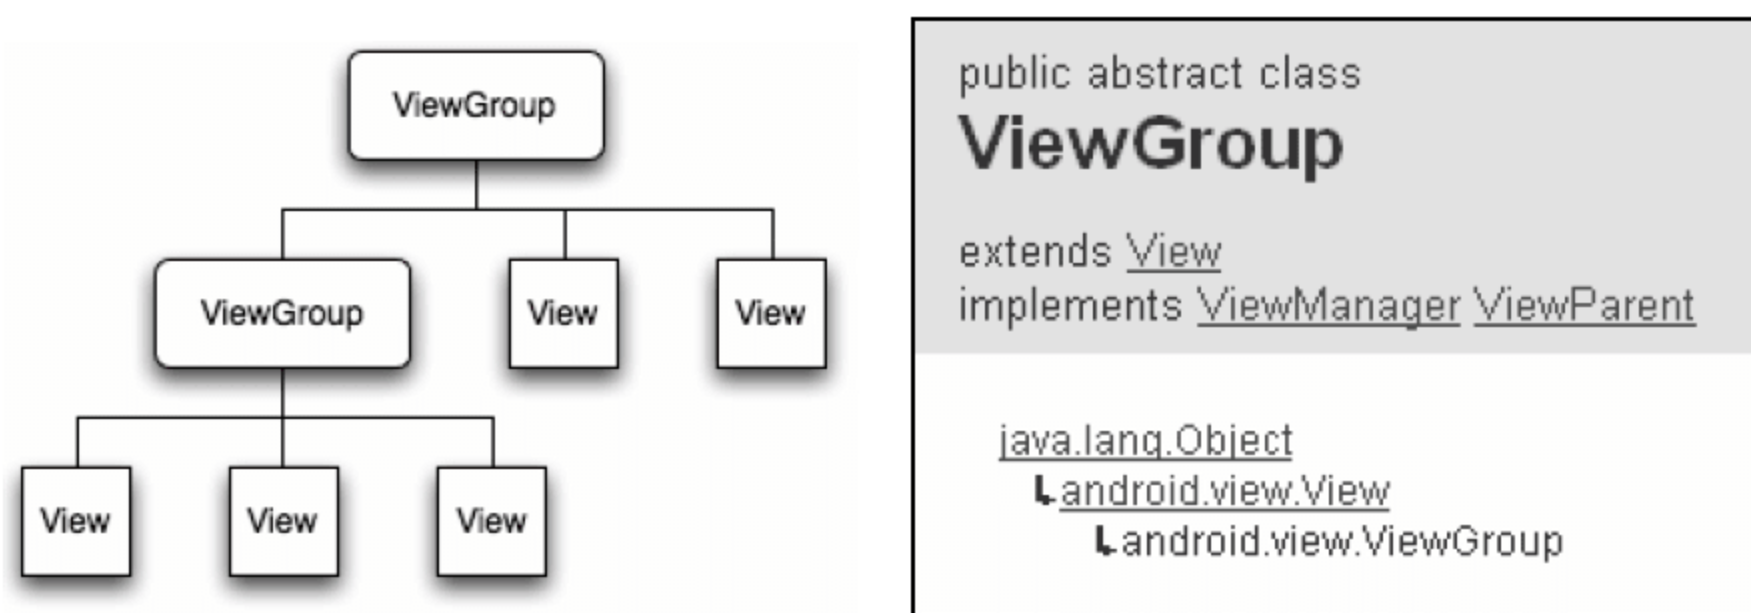 ViewGroup
ViewGroup
View
View
View
View
View
public abstract class
ViewGroup
extends View
implements ViewManager ViewParent
java.lang.Object
android.view.View
android.view.ViewGroup